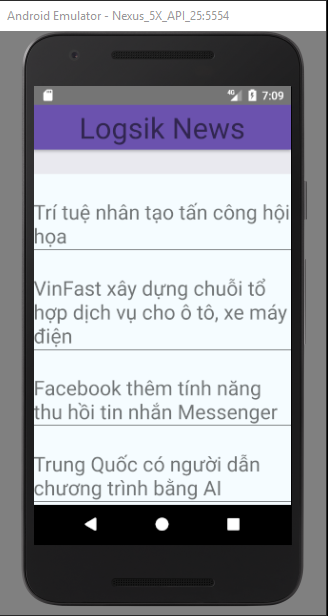 Android Emulator - Nexus_5X_API_25:5554
4G 7:09
Logsik News
Trí tuệ nhân tạo tấn công hội
họa
VinFast xây dựng chuỗi tổ
hợp dịch vụ cho ô tô, xe máy
điện
Facebook thêm tính năng
thu hồi tin nhắn Messenger
Trung Quốc có người dẫn
chương trình bằng AI